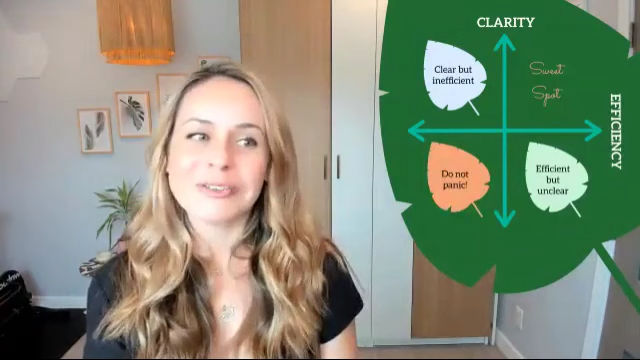 CLARITY
Clear but
inefficient
Sweet
Spot
EFFICIENCY
Do not
panic!
Efficient
but
unclear